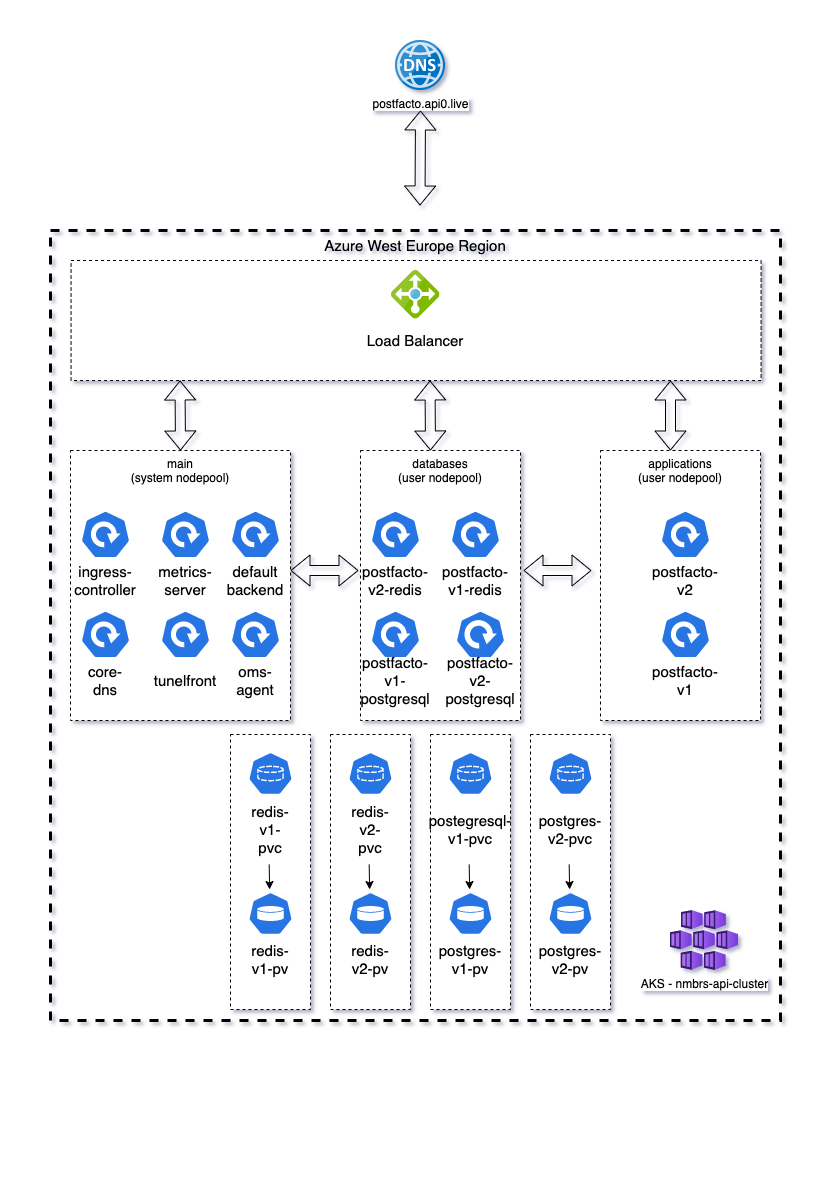 DNS
postfacto.api0.live
Azure West Europe Region
Load Balancer
main
(system nodepool)
databases
(user nodepool)
applications
(user nodepool)
ingress-
controller
metrics-
server
default
backend
postfacto-
v2-redis
postfacto-
v1-redis
postfacto-
v2
core-
dns
tunelfront
oms-
agent
postfacto-
v1-
postgresql
postfacto-
v2-
postgresql
postfacto-
v1
redis-
v1-
pvc
redis-
v2-
pvc
postegresql-
v1-pvc
postgres-
v2-pvc
redis-
v1-pv
redis-
v2-pv
postgres-
v1-pv
postgres-
v2-pv
AKS - nmbrs-api-cluster